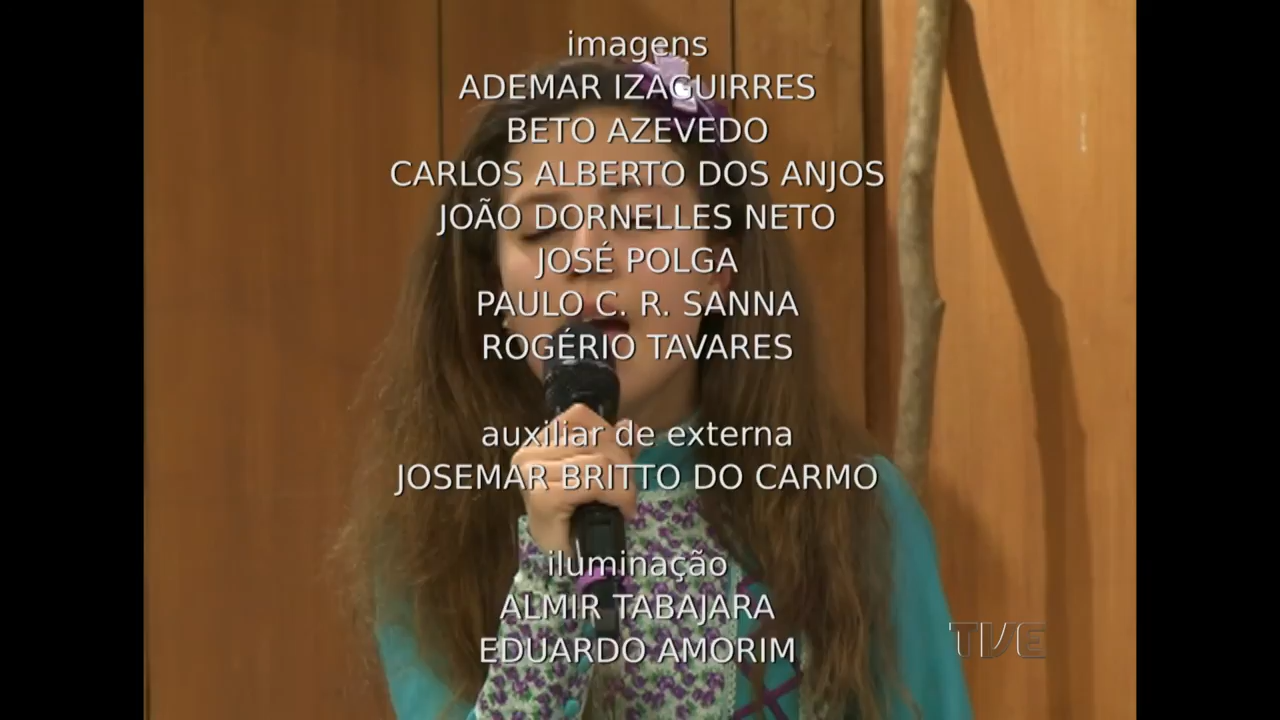 imagens
ADEMAR IZAGUIRRES
BETO AZEVEDO
CARLOS ALBERTO DOS ANJOS
JOÃO DORNELLES NETO
JOSÉ POLGA
PAULO C. R. SANNA
ROGÉRIO TAVARES
auxiliar de externa
JOSEMAR BRITTO DO CARMO
iluminação
ALMIR TABAJARA
EDUARDO AMORIM
TVE